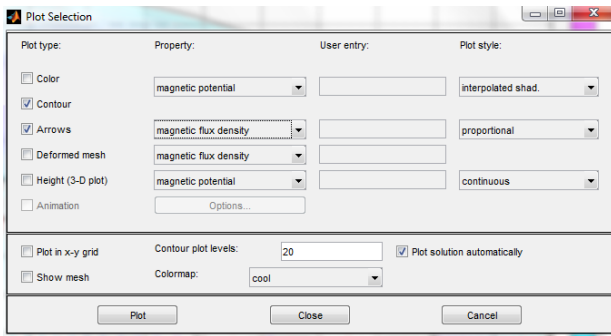 Plot Selection
Plot type: Property: User entry: Plot style:
Color
magnetic potential interpolated shad.
Contour
Arrows magnetic flux density proportional
Deformed mesh magnetic flux density
Height (3-D plot) magnetic potential continuous
Animation Options...
Plot in x-y grid Contour plot levels: 20 Plot solution automatically
Show mesh Colormap: cool
Plot Close Cancel